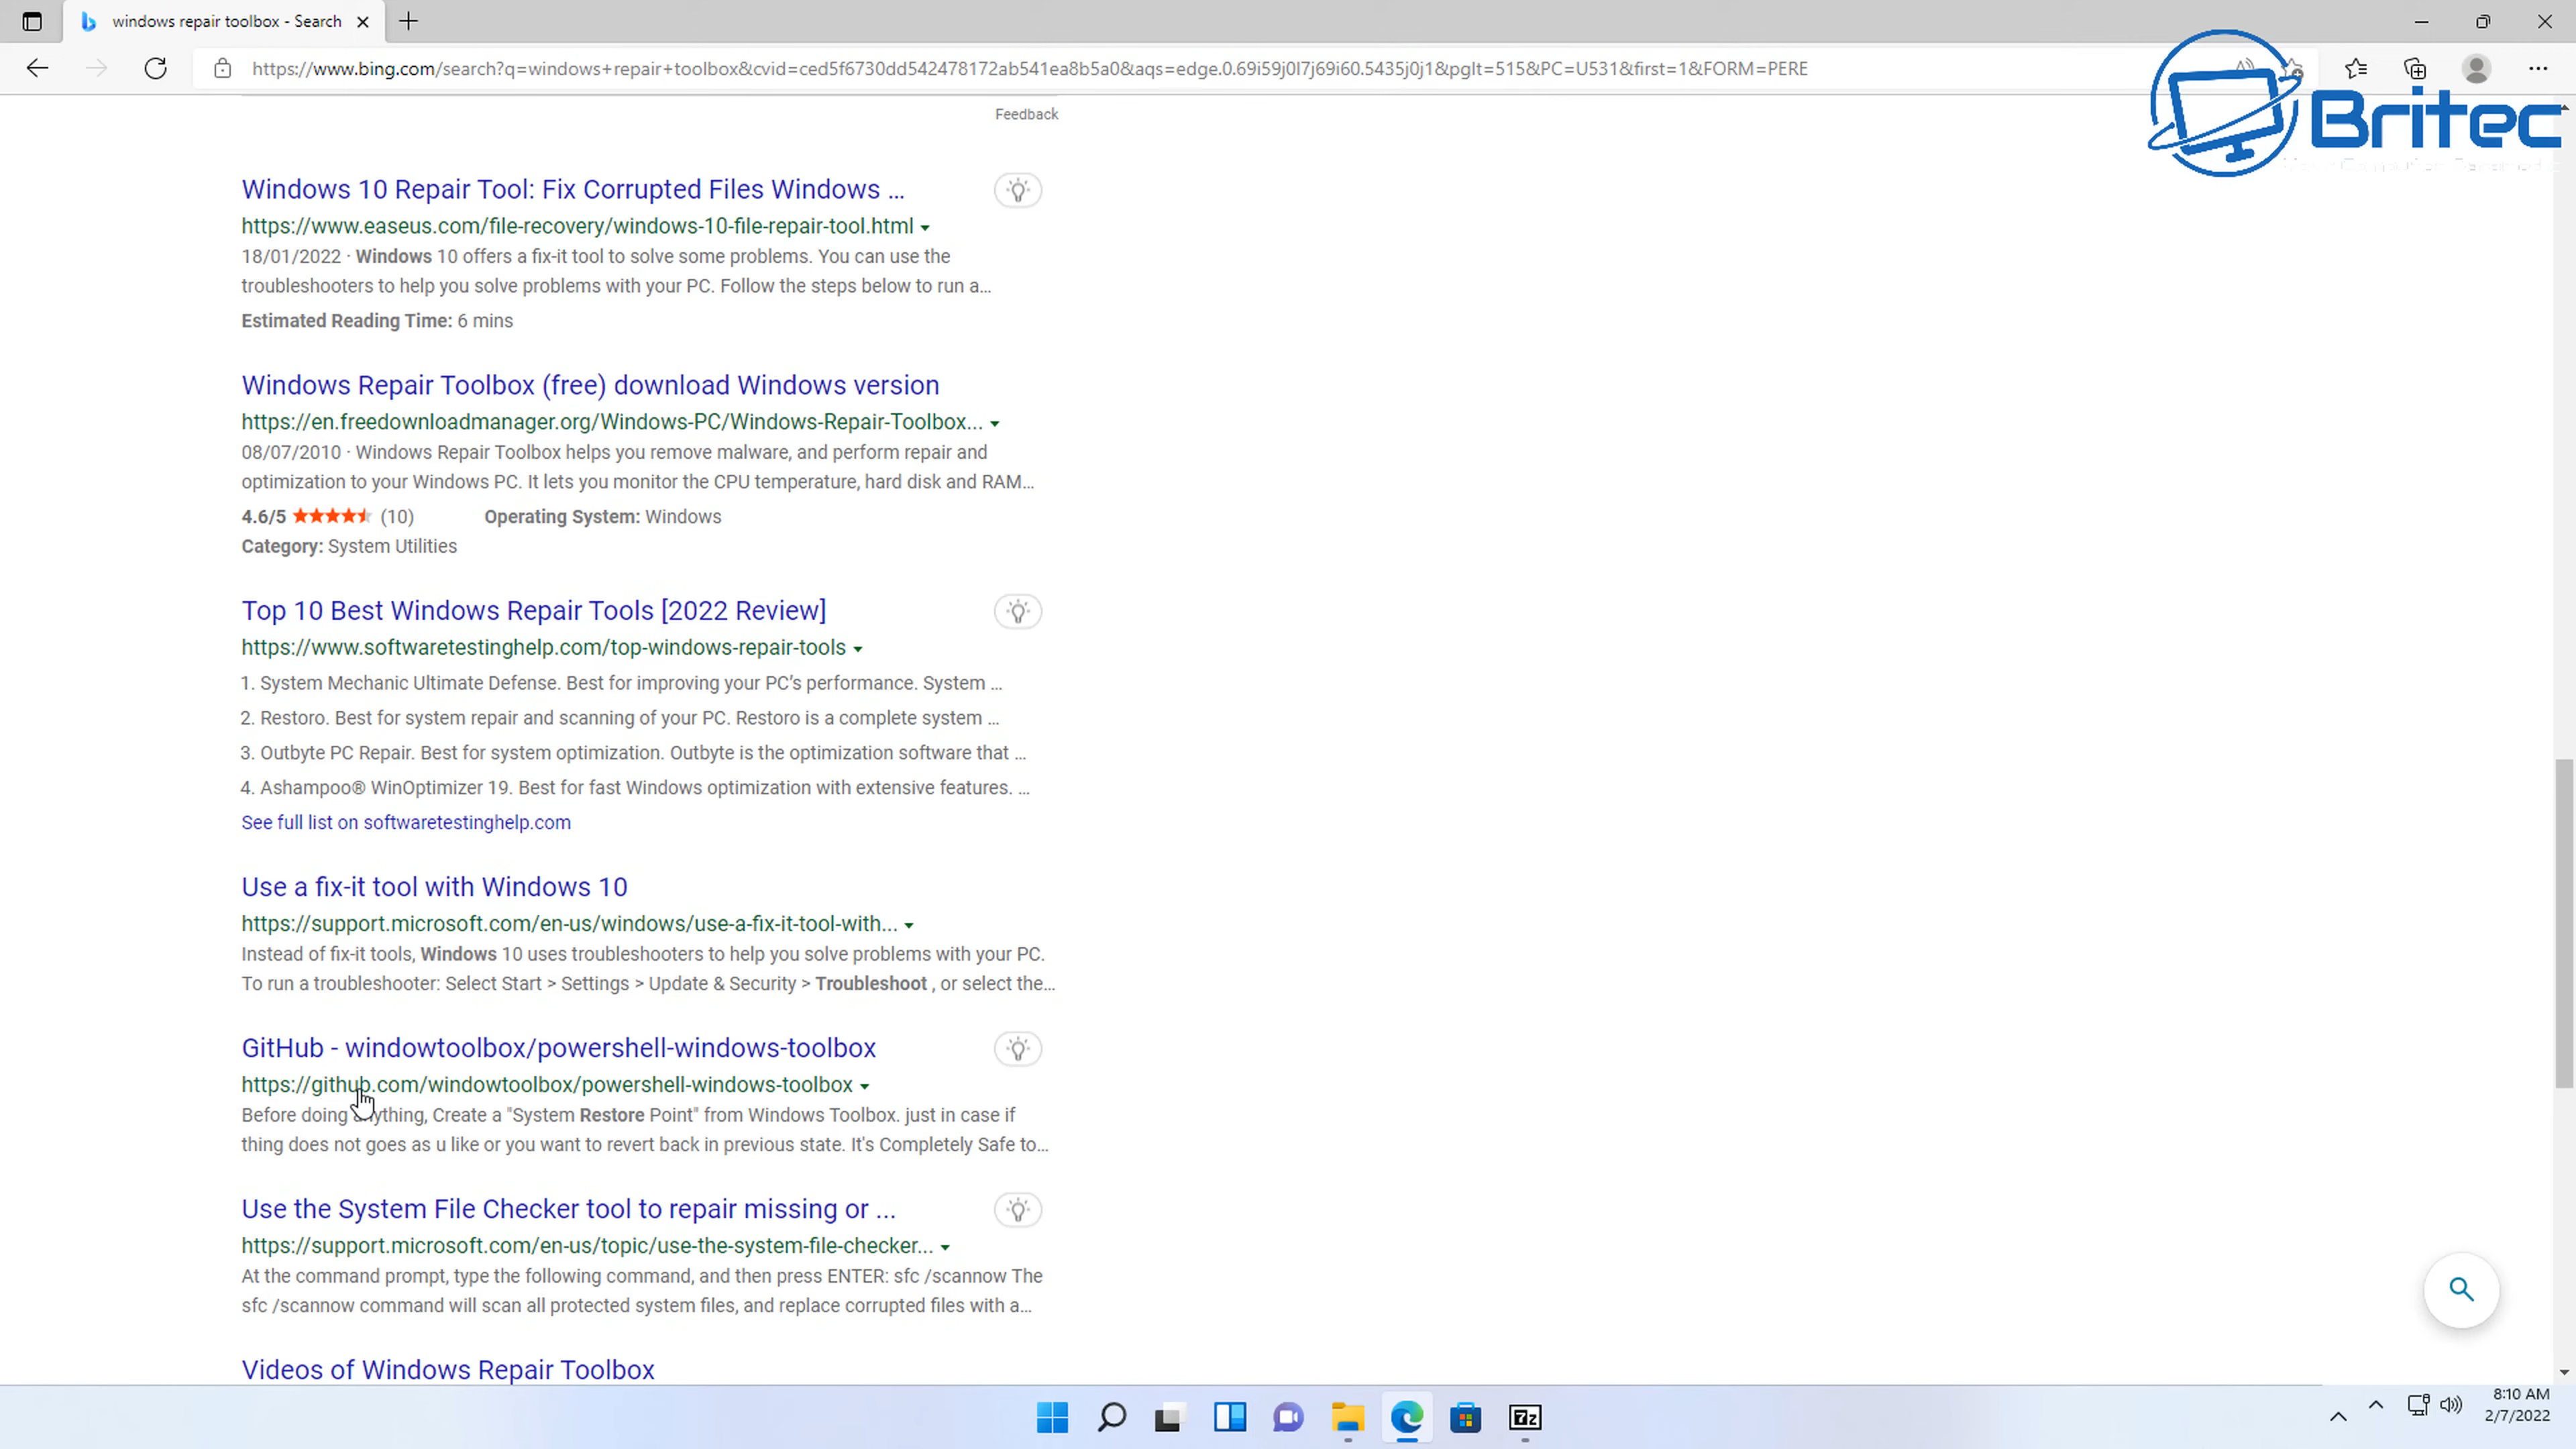 windows repair toolbox - Search
https://www.bing.com/search?q=windows+repair+toolbox&cvid=ced5f6730dd542478172ab541ea8b5a0&aqs=edge.0.69i59j0l7j69i60.5435j0j1&pglt=515&PC=U531&first=1&FORM=PERE
Britec
Feedback
Windows 10 Repair Tool: Fix Corrupted Files Windows ...
https://www.easeus.com/file-recovery/windows-10-file-repair-tool.html
18/01/2022 · Windows 10 offers a fix-it tool to solve some problems. You can use the
troubleshooters to help you solve problems with your PC. Follow the steps below to run a...
Estimated Reading Time: 6 mins
Windows Repair Toolbox (free) download Windows version
https://en.freedownloadmanager.org/Windows-PC/Windows-Repair-Toolbox...
08/07/2010 · Windows Repair Toolbox helps you remove malware, and perform repair and
optimization to your Windows PC. It lets you monitor the CPU temperature, hard disk and RAM...
4.6/5 (10) Operating System: Windows
Category: System Utilities
Top 10 Best Windows Repair Tools [2022 Review]
https://www.softwaretestinghelp.com/top-windows-repair-tools
1. System Mechanic Ultimate Defense. Best for improving your PC's performance. System ...
2. Restoro. Best for system repair and scanning of your PC. Restoro is a complete system ...
3. Outbyte PC Repair. Best for system optimization. Outbyte is the optimization software that ...
4. Ashampoo® WinOptimizer 19. Best for fast Windows optimization with extensive features. ...
See full list on softwaretestinghelp.com
Use a fix-it tool with Windows 10
https://support.microsoft.com/en-us/windows/use-a-fix-it-tool-with...
Instead of fix-it tools, Windows 10 uses troubleshooters to help you solve problems with your PC.
To run a troubleshooter: Select Start > Settings > Update & Security > Troubleshoot , or select the...
GitHub - windowtoolbox/powershell-windows-toolbox
https://github.com/windowtoolbox/powershell-windows-toolbox
Before doing anything, Create a "System Restore Point" from Windows Toolbox. just in case if
thing does not goes as u like or you want to revert back in previous state. It's Completely Safe to...
Use the System File Checker tool to repair missing or ...
https://support.microsoft.com/en-us/topic/use-the-system-file-checker...
At the command prompt, type the following command, and then press ENTER: sfc /scannow The
sfc /scannow command will scan all protected system files, and replace corrupted files with a...
Videos of Windows Repair Toolbox
7z
8:10 AM
2/7/2022